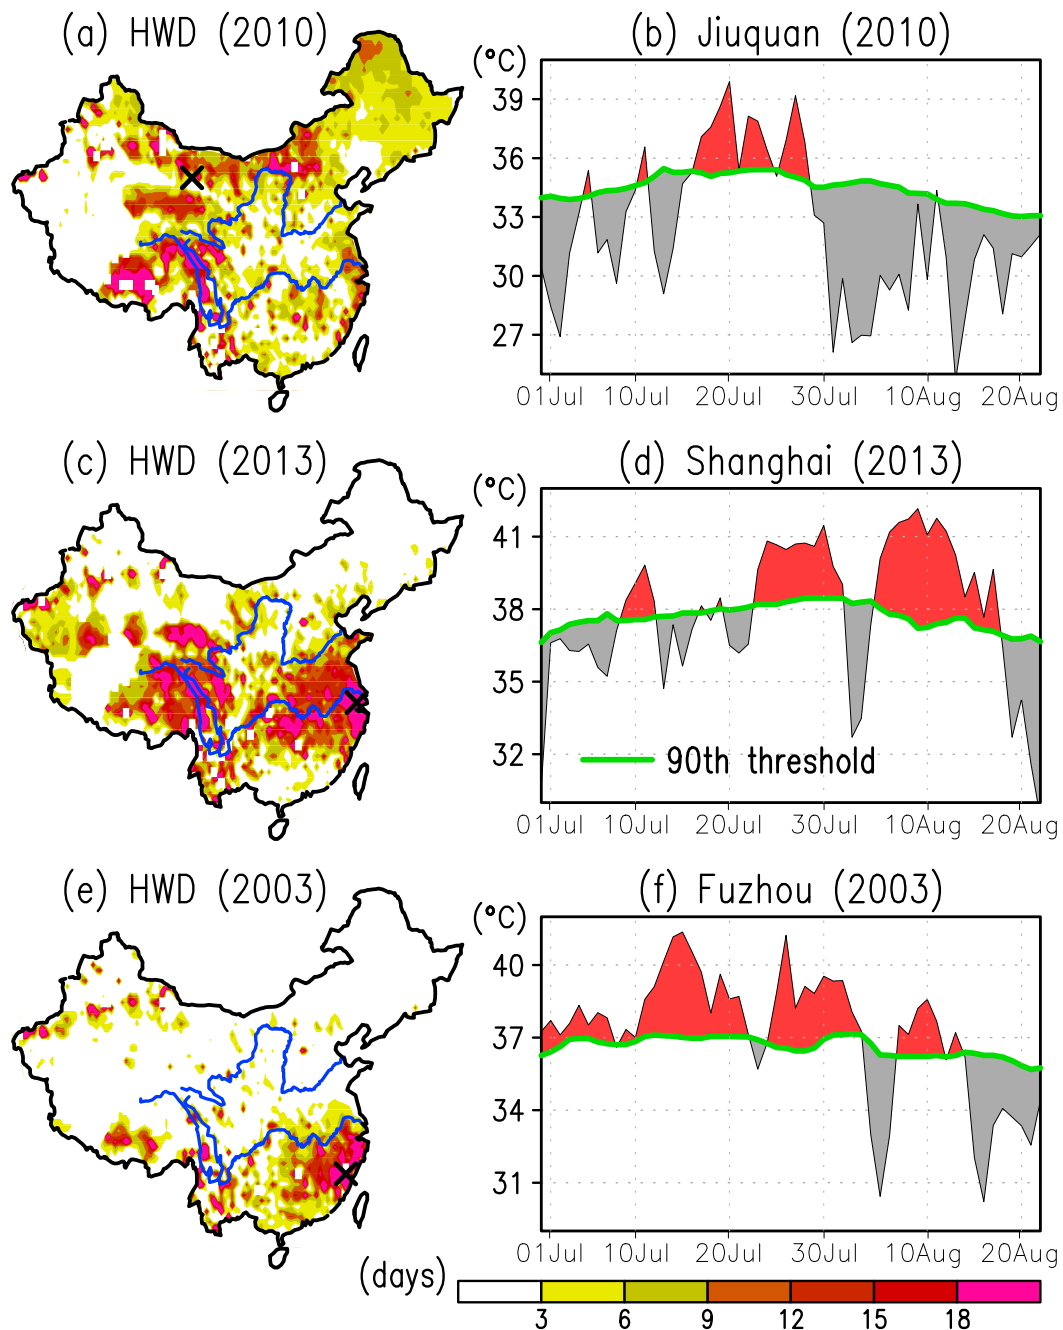 (a) HWD (2010)
(b) Jiuquan (2010)
(°C)
39
36
33
30
27
01Jul 10Jul 20Jul 30Jul 10Aug 20Aug
(c) HWD (2013)
(d) Shanghai (2013)
(°C)
41
38
35
32
90th threshold
01Jul 10Jul 20Jul 30Jul 10Aug 20Aug
(e) HWD (2003)
(f) Fuzhou (2003)
(°C)
40
37
34
31
01Jul 10Jul 20Jul 30Jul 10Aug 20Aug
(days)
3 6 9 12 15 18